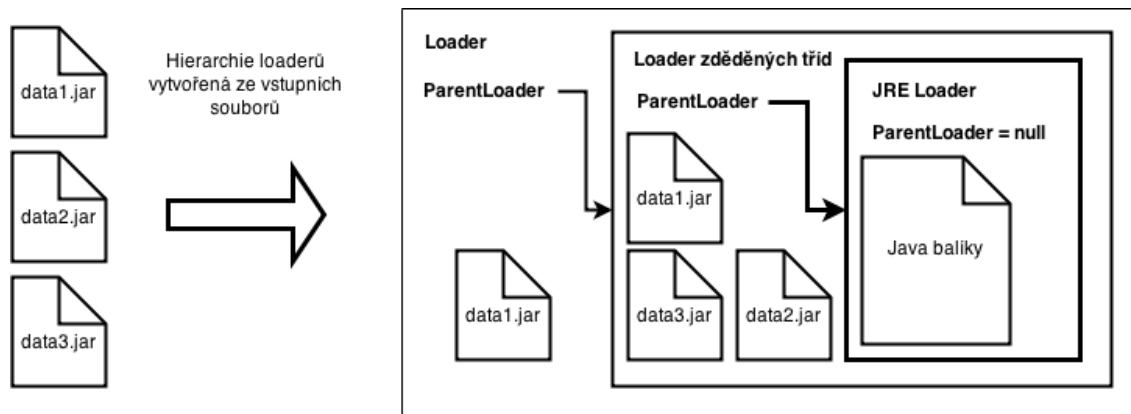 data1.jar
data2.jar
data3.jar
Hierarchie loaderů
vytvořená ze vstupních
souborů
Loader
ParentLoader
data1.jar
Loader zděděných tříd
ParentLoader
data1.jar
data3.jar
data2.jar
JRE Loader
ParentLoader = null
Java balíky